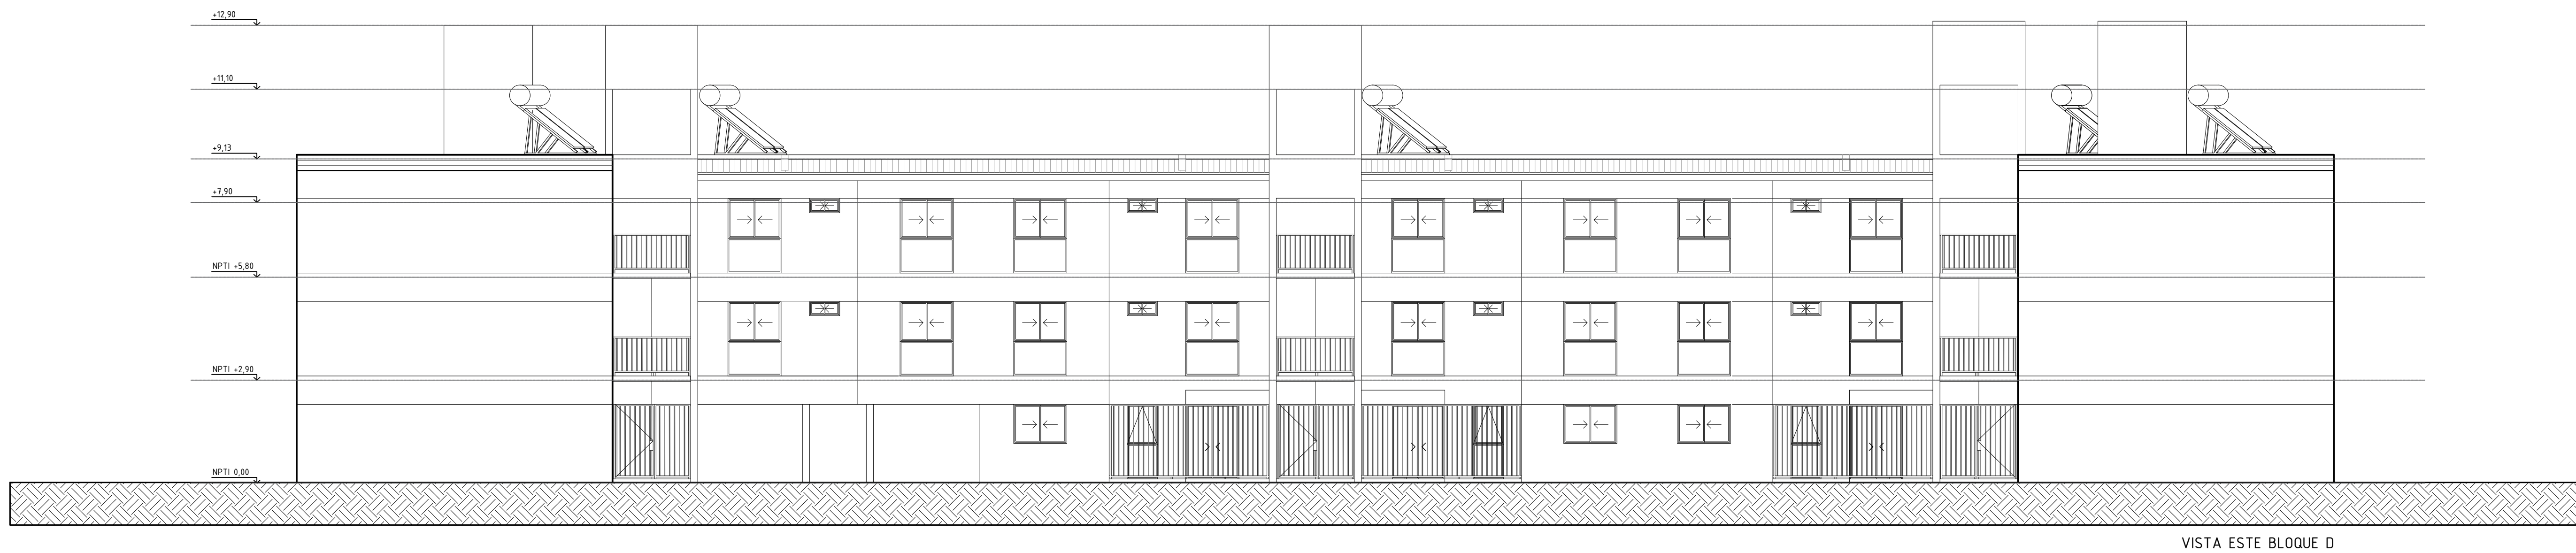 +12,90
+11,10
+9,13
+7,90
NPTI +5,80
NPTI +2,90
NPTI 0,00
VISTA ESTE BLOQUE D